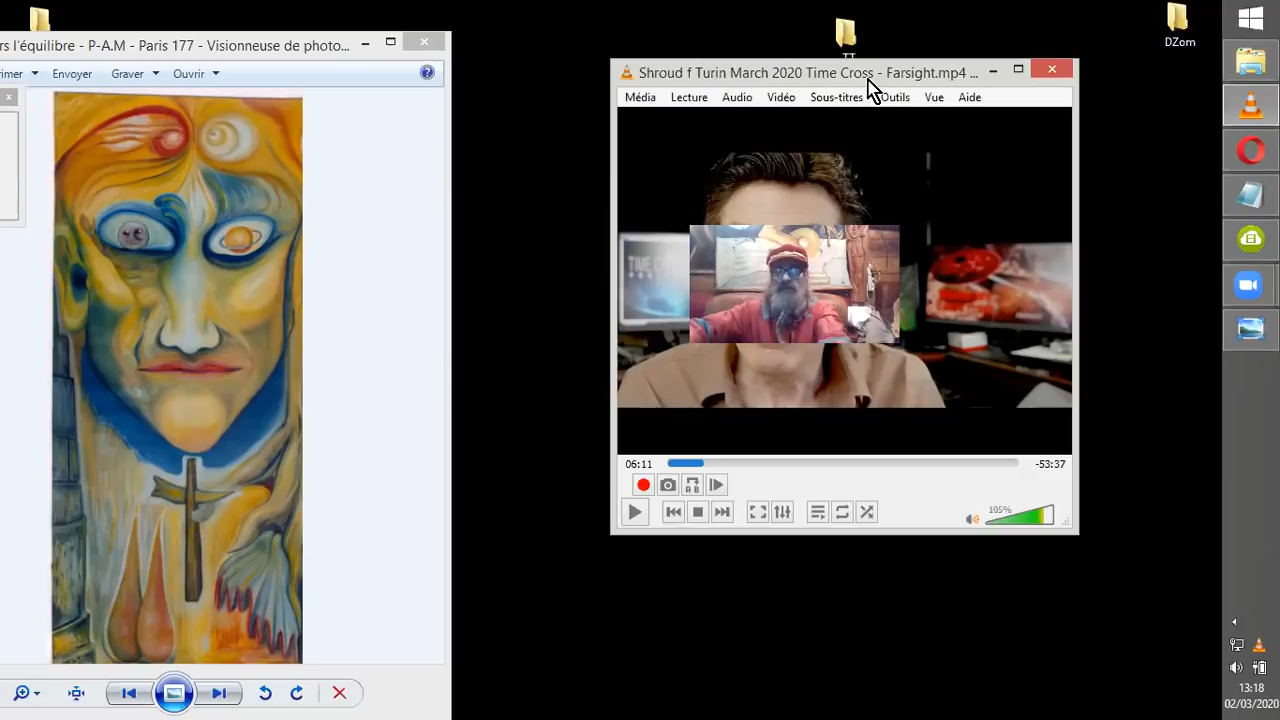 rs l'équilibre - P-A.M - Paris 177 - Visionneuse de photo...
rimer Envoyer Graver Ouvrir
Shroud f Turin March 2020 Time Cross - Farsight.mp4 ...
Média Lecture Audio Vidéo Sous-titres Outils Vue Aide
06:11 -53:37
105%
DZom
13:18
02/03/2020